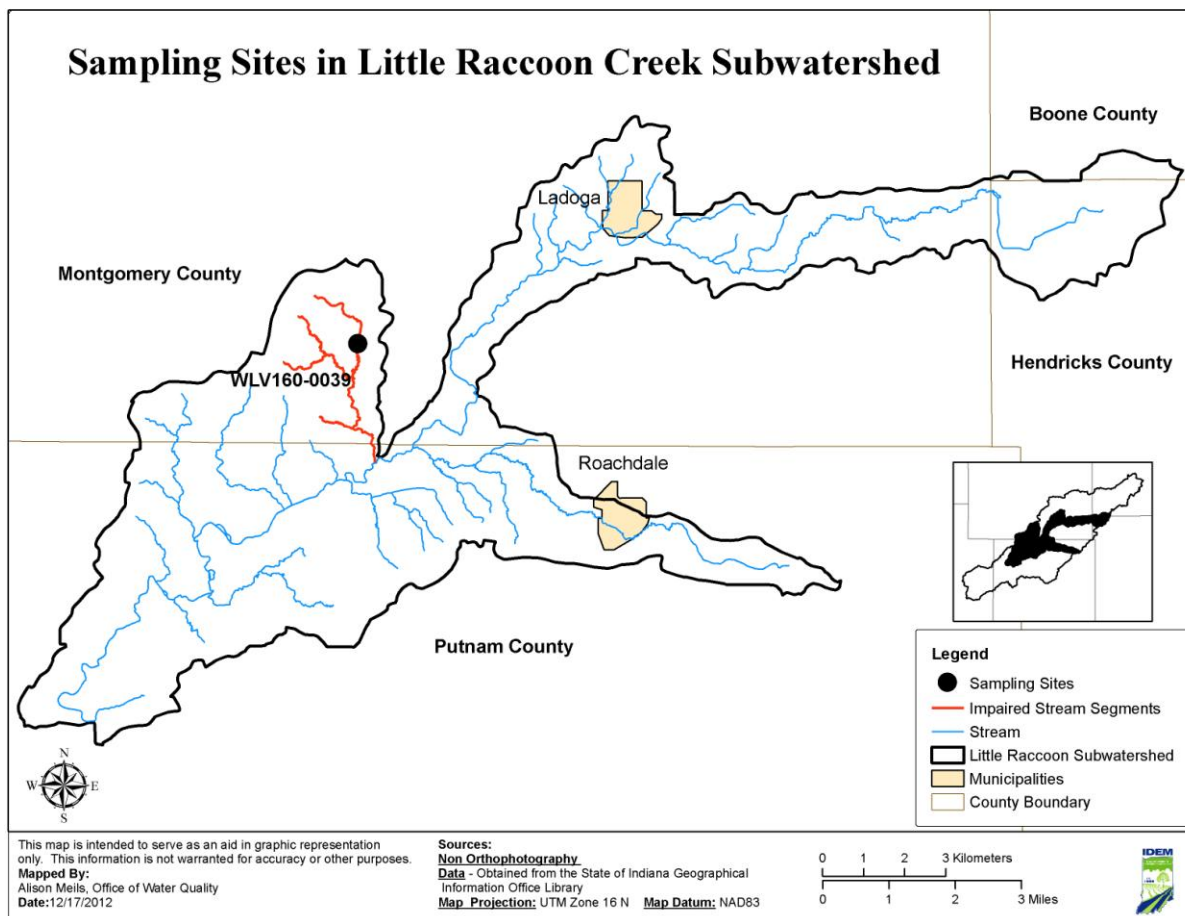 Sampling Sites in Little Raccoon Creek Subwatershed
Boone County
Ladoga
Montgomery County
Hendricks County
WLV160-0039
Roachdale
Putnam County
N
W E
S
Legend
Sampling Sites
Impaired Stream Segments
Stream
Little Raccoon Subwatershed
Municipalities
County Boundary
This map is intended to serve as an aid in graphic representation
only. This information is not warranted for accuracy or other purposes.
Mapped By:
Alison Meils, Office of Water Quality
Date:12/17/2012
Sources:
Non Orthophotography
Data - Obtained from the State of Indiana Geographical
Information Office Library
Map Projection: UTM Zone 16 N Map Datum: NAD83
0 1 2 3 Kilometers
0 1 2 3 Miles
IDEM